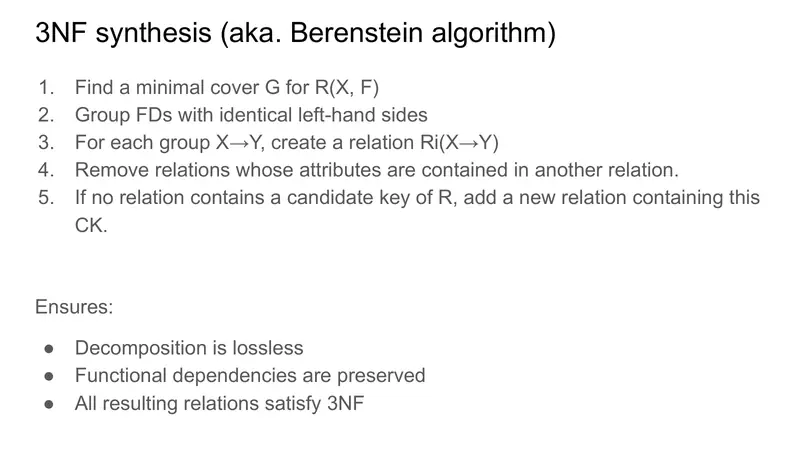 3NF synthesis (aka. Berenstein algorithm)
1. Find a minimal cover G for R(X, F)
2. Group FDs with identical left-hand sides
3. For each group X→Y, create a relation Ri(X→Y)
4. Remove relations whose attributes are contained in another relation.
5. If no relation contains a candidate key of R, add a new relation containing this
CK.
Ensures:
● Decomposition is lossless
● Functional dependencies are preserved
● All resulting relations satisfy 3NF